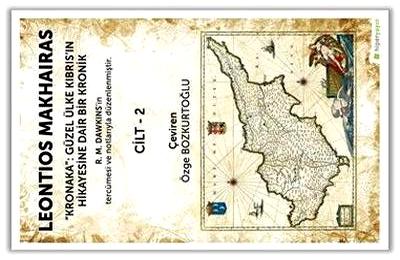 LEONTIOS MAKHAIRAS
"KRONAKA": GÜZEL ÜLKE KIBRIS'IN
HİKAYESİNE DAİR BİR KRONİK
R. M. DAWKINS'in
tercümesi ve notlarıyla düzenlenmiştir.
CİLT - 2
Çeviren
Özge BOZKURTOĞLU